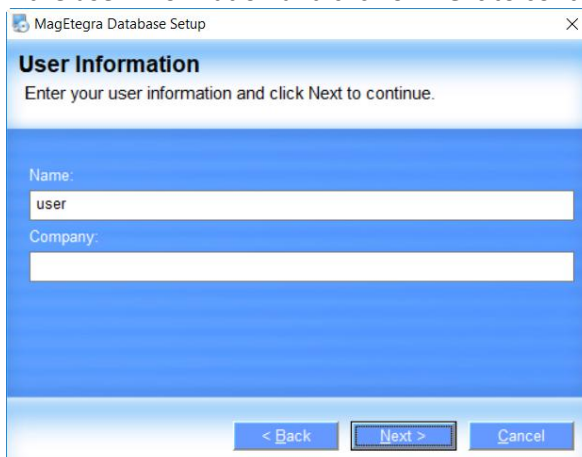 MagEtegra Database Setup
User Information
Enter your user information and click Next to continue.
Name:
user
Company:
< Back Next > Cancel